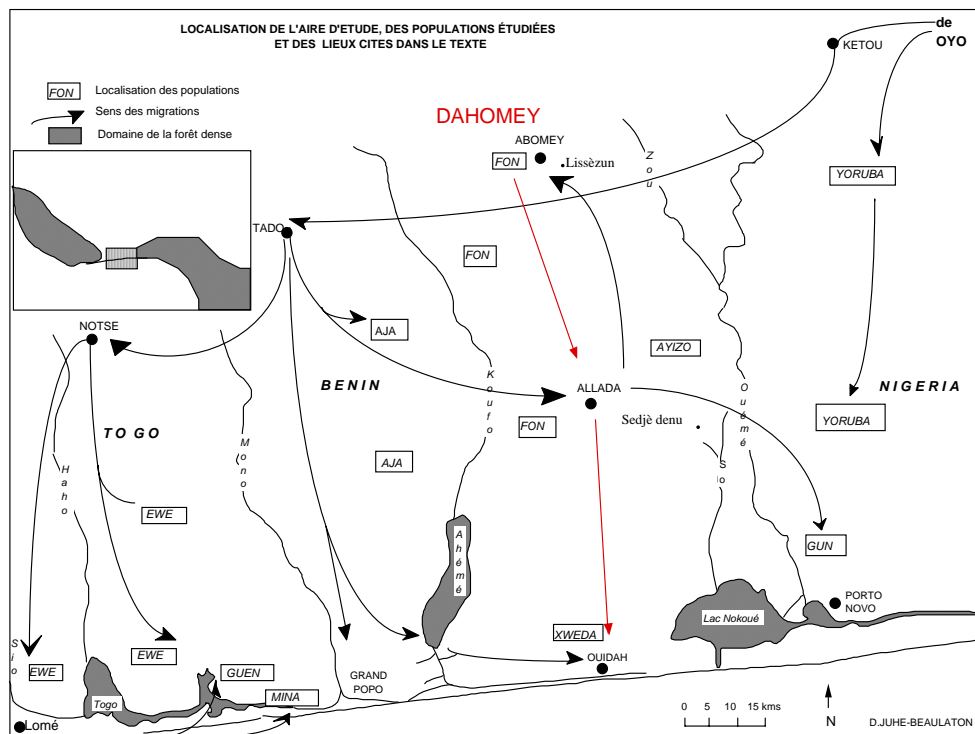 LOCALISATION DE L'AIRE D'ETUDE, DES POPULATIONS ÉTUDIÉES
ET DES LIEUX CITES DANS LE TEXTE
de
OYO
KETOU
FON Localisation des populations
Sens des migrations
Domaine de la forêt dense
DAHOMEY
ABOMEY
FON
Lissèzun
Zou
YORUBA
TADO
FON
NOTSE
AJA
AYIZO
BENIN
Koufo
ALLADA
Ouémé
NIGERIA
FON
Sedjè denu
YORUBA
TOGO
Mono
Haho
AJA
So
EWE
Ahémé
GUN
PORTO
NOVO
Lac Nokoué
XWEDA
OUIDAH
Sio
EWE
EWE
GUEN
GRAND
POPO
MINA
Togo
Lomé
0 5 10 15 kms
N
D.JUHE-BEAULATON